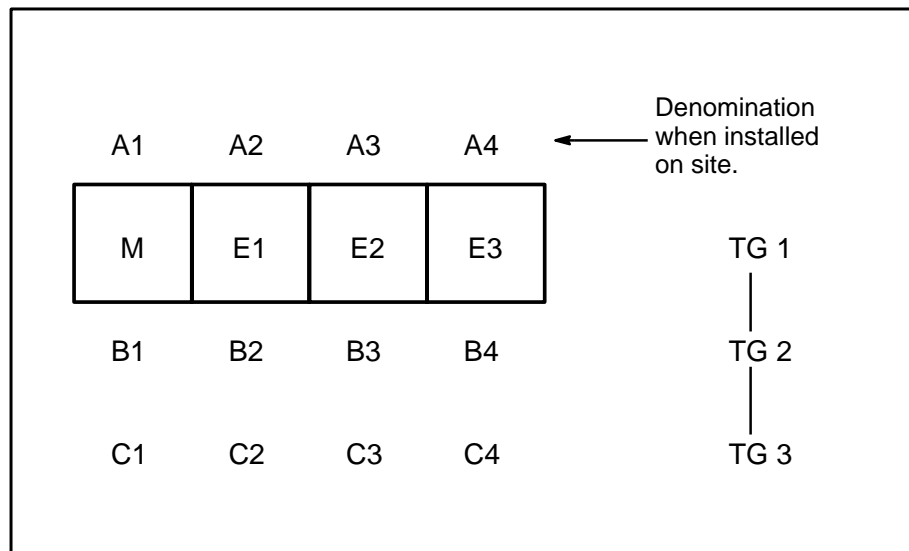 Denomination
when installed
on site.
A1 A2 A3 A4
M E1 E2 E3 TG 1
B1 B2 B3 B4 TG 2
C1 C2 C3 C4 TG 3